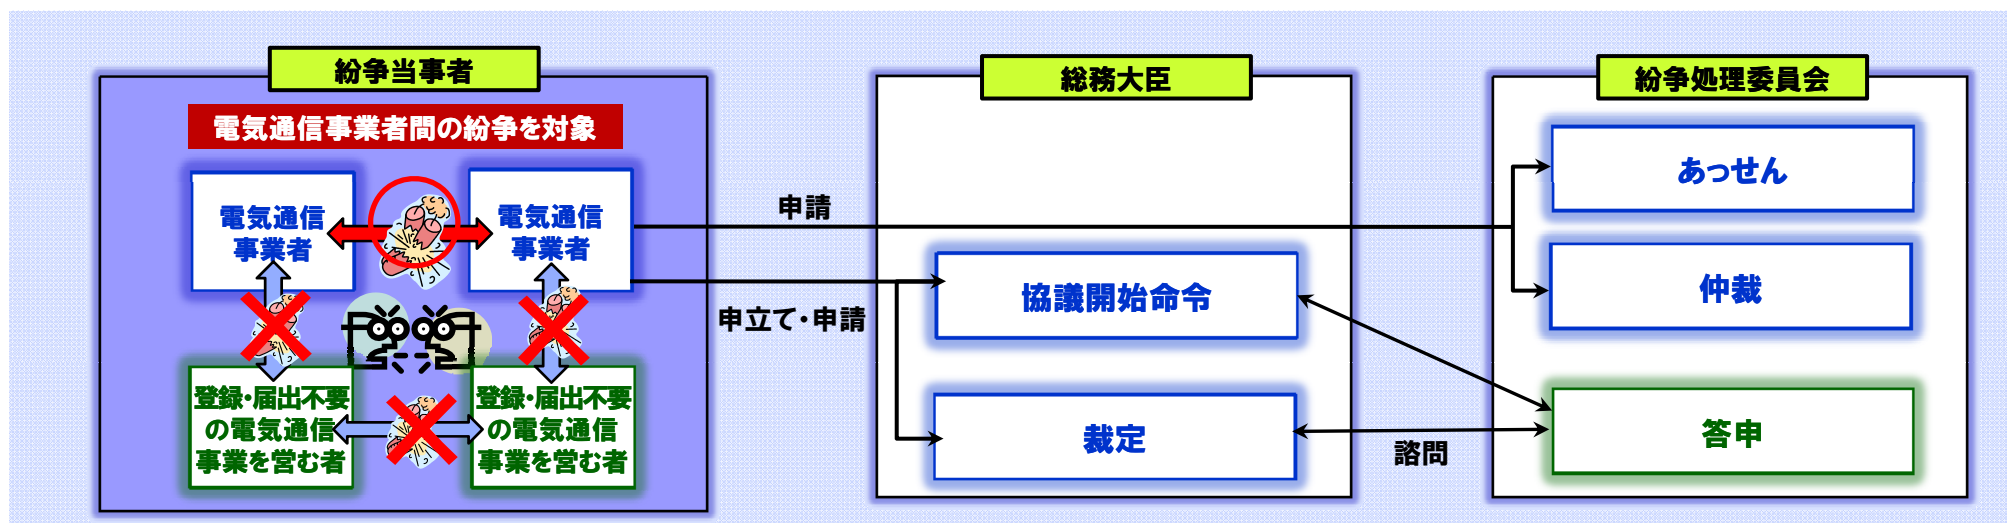 紛争当事者
電気通信事業者間の紛争を対象
電気通信
事業者
電気通信
事業者
登録・届出不要
の電気通信
事業を営む者
登録・届出不要
の電気通信
事業を営む者
申請
申立て・申請
総務大臣
協議開始命令
裁定
諮問
紛争処理委員会
あっせん
仲裁
答申